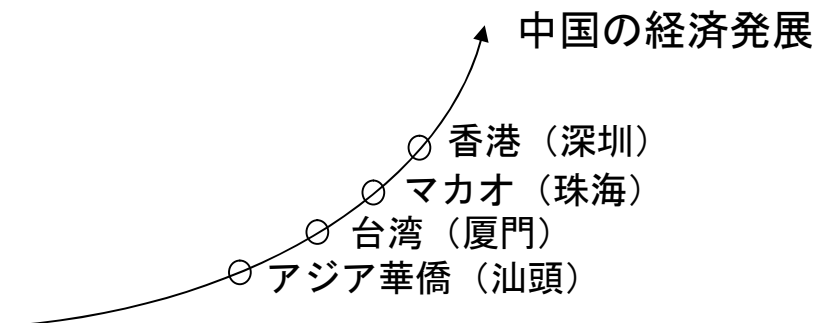 中国の経済発展
香港（深圳）
マカオ（珠海）
台湾（厦門）
アジア華僑（汕頭）